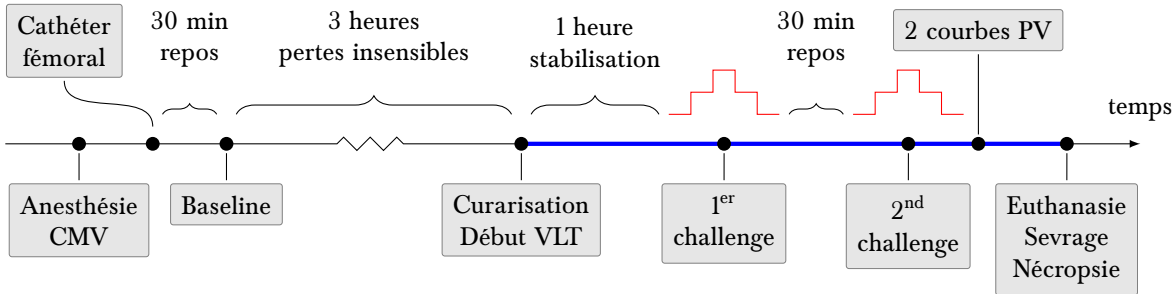 Cathéter
fémoral
30 min
repos
3 heures
pertes insensibles
1 heure
stabilisation
30 min
repos
2 courbes PV
temps
Anesthésie
CMV
Baseline
Curarisation
Début VLT
1er
challenge
2nd
challenge
Euthanasie
Sevrage
Nécropsie